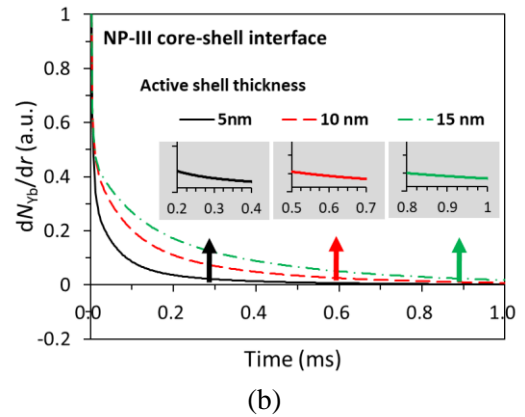 NP-III core-shell interface
Active shell thickness
5nm 10 nm 15 nm
0.2 0.3 0.4 0.5 0.6 0.7 0.8 0.9 1
dN_Yb/dr (a.u.)
1
0.8
0.6
0.4
0.2
0
-0.2
0.0 0.2 0.4 0.6 0.8 1.0
Time (ms)
(b)